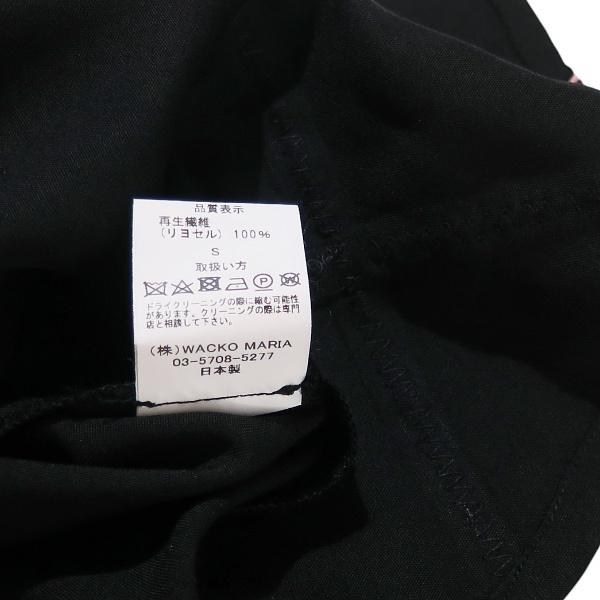 品質表示
再生繊維
(リヨセル) 100%
S
取扱い方
P W
ドライクリーニングの際に縮む可能性
があります。クリーニングの際は専門
店と相談して下さい。
(株)WACKO MARIA
03-5708-5277
日本製